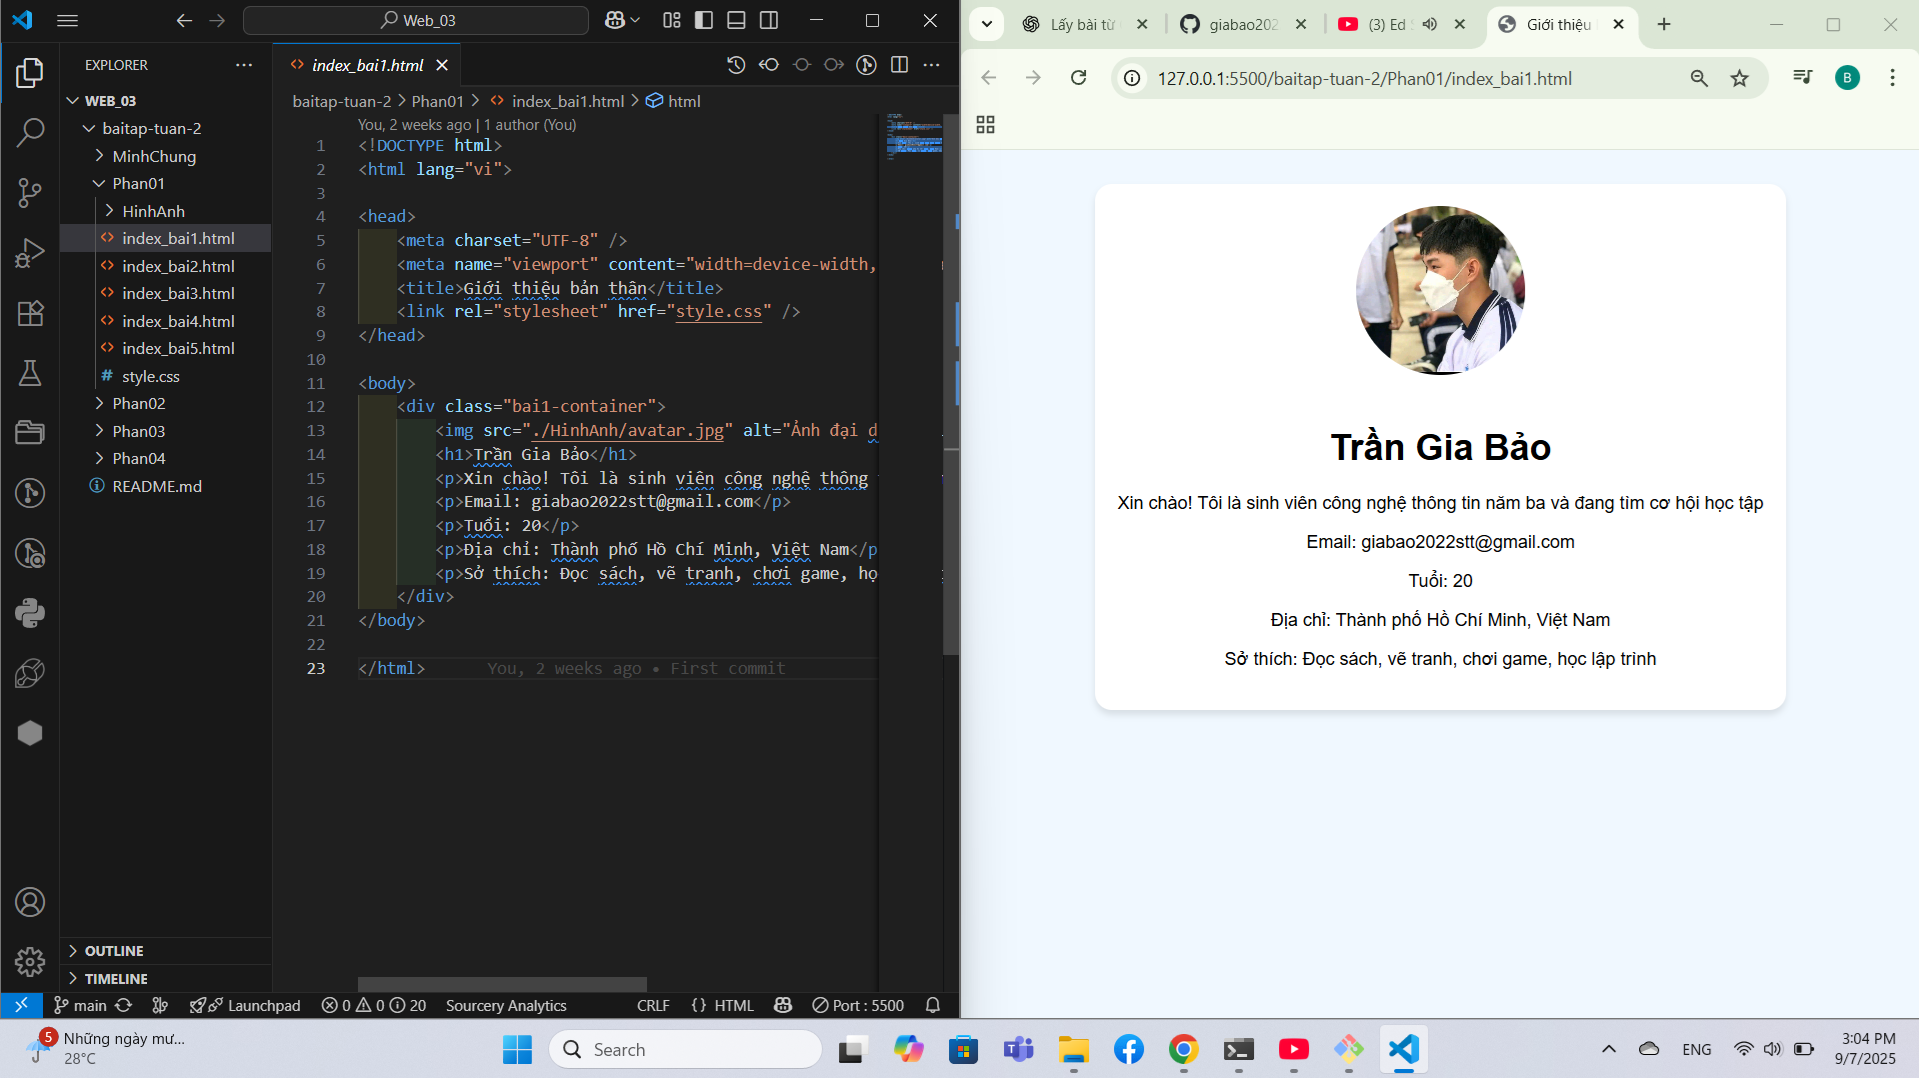 Web_03
EXPLORER
WEB_03
baitap-tuan-2
MinhChung
Phan01
HinhAnh
index_bai1.html
index_bai2.html
index_bai3.html
index_bai4.html
index_bai5.html
# style.css
Phan02
Phan03
Phan04
README.md
OUTLINE
TIMELINE
index_bai1.html
baitap-tuan-2 > Phan01 > index_bai1.html > html
You, 2 weeks ago | 1 author (You)
1 <!DOCTYPE html>
2 <html lang="vi">
3
4 <head>
5 <meta charset="UTF-8" />
6 <meta name="viewport" content="width=device-width,
7 <title>Giới thiệu bản thân</title>
8 <link rel="stylesheet" href="style.css" />
9 </head>
10
11 <body>
12 <div class="bai1-container">
13 <img src="./HinhAnh/avatar.jpg" alt="Ảnh đại d
14 <h1>Trần Gia Bảo</h1>
15 <p>Xin chào! Tôi là sinh viên công nghệ thông
16 <p>Email: giabao2022stt@gmail.com</p>
17 <p>Tuổi: 20</p>
18 <p>Địa chỉ: Thành phố Hồ Chí Minh, Việt Nam</p
19 <p>Sở thích: Đọc sách, vẽ tranh, chơi game, họ
20 </div>
21 </body>
22
23 </html> You, 2 weeks ago • First commit
main Launchpad 0 0 20 Sourcery Analytics CRLF {} HTML Port : 5500
Lấy bài từ
giabao202
(3) Ed
Giới thiệu
127.0.0.1:5500/baitap-tuan-2/Phan01/index_bai1.html
B
Trần Gia Bảo
Xin chào! Tôi là sinh viên công nghệ thông tin năm ba và đang tìm cơ hội học tập
Email: giabao2022stt@gmail.com
Tuổi: 20
Địa chỉ: Thành phố Hồ Chí Minh, Việt Nam
Sở thích: Đọc sách, vẽ tranh, chơi game, học lập trình
5
Những ngày mư...
28°C
Search
ENG
3:04 PM
9/7/2025